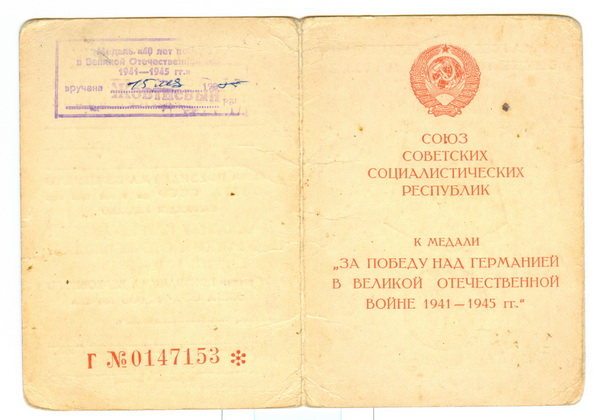 Медаль «40 лет
в Великой Отечественной
1941—1945 гг.»
вручена 15
Г №0147153 *
СОЮЗ
СОВЕТСКИХ
СОЦИАЛИСТИЧЕСКИХ
РЕСПУБЛИК
К МЕДАЛИ
„ЗА ПОБЕДУ НАД ГЕРМАНИЕЙ
В ВЕЛИКОЙ ОТЕЧЕСТВЕННОЙ
ВОЙНЕ 1941—1945 гг.“